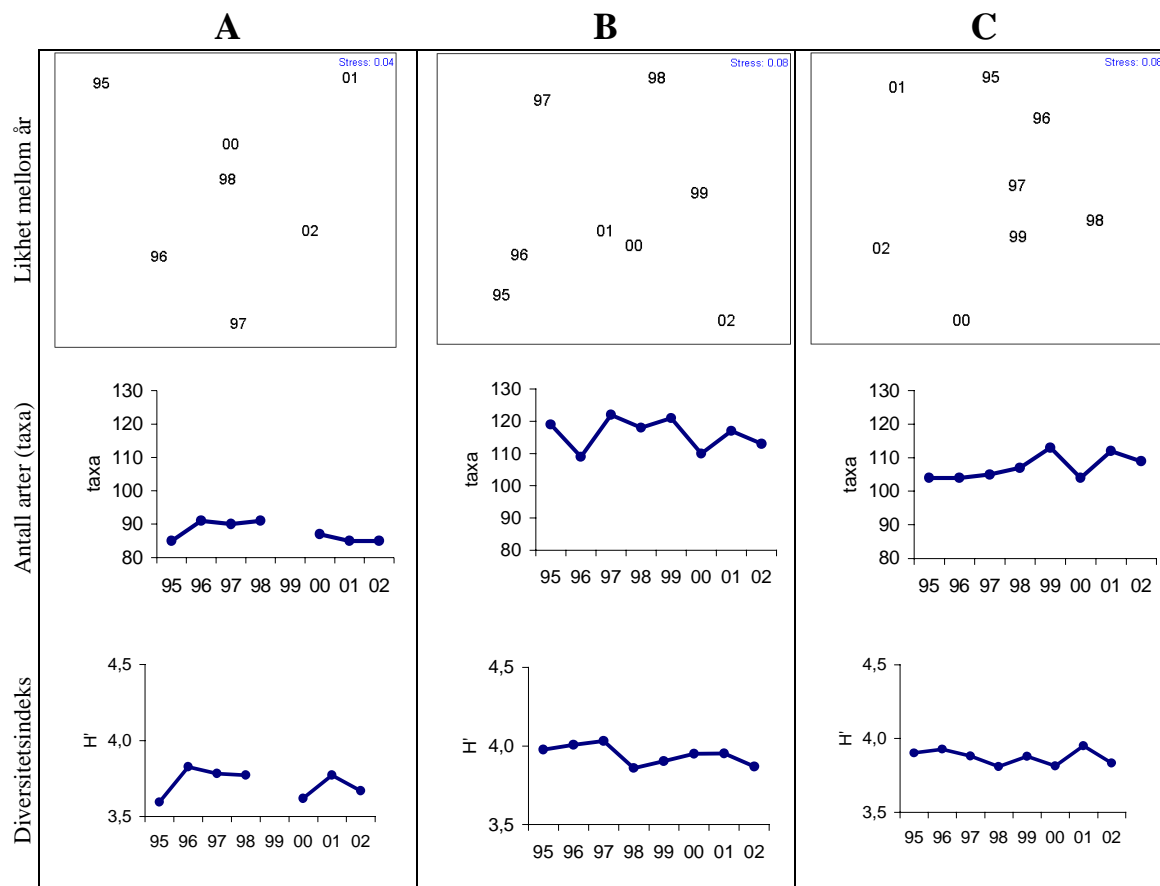 A
B
C
Likhet mellom år
Stress: 0.04
95
01
00
98
02
96
97
Stress: 0.08
98
97
99
01
00
96
95
02
Stress: 0.08
95
01
96
97
98
99
02
00
Antall arter (taxa)
taxa
130
120
110
100
90
80
95 96 97 98 99 00 01 02
taxa
130
120
110
100
90
80
95 96 97 98 99 00 01 02
taxa
130
120
110
100
90
80
95 96 97 98 99 00 01 02
Diversitetsindeks
H'
4,5
4,0
3,5
95 96 97 98 99 00 01 02
H'
4,5
4,0
3,5
95 96 97 98 99 00 01 02
H'
4,5
4,0
3,5
95 96 97 98 99 00 01 02